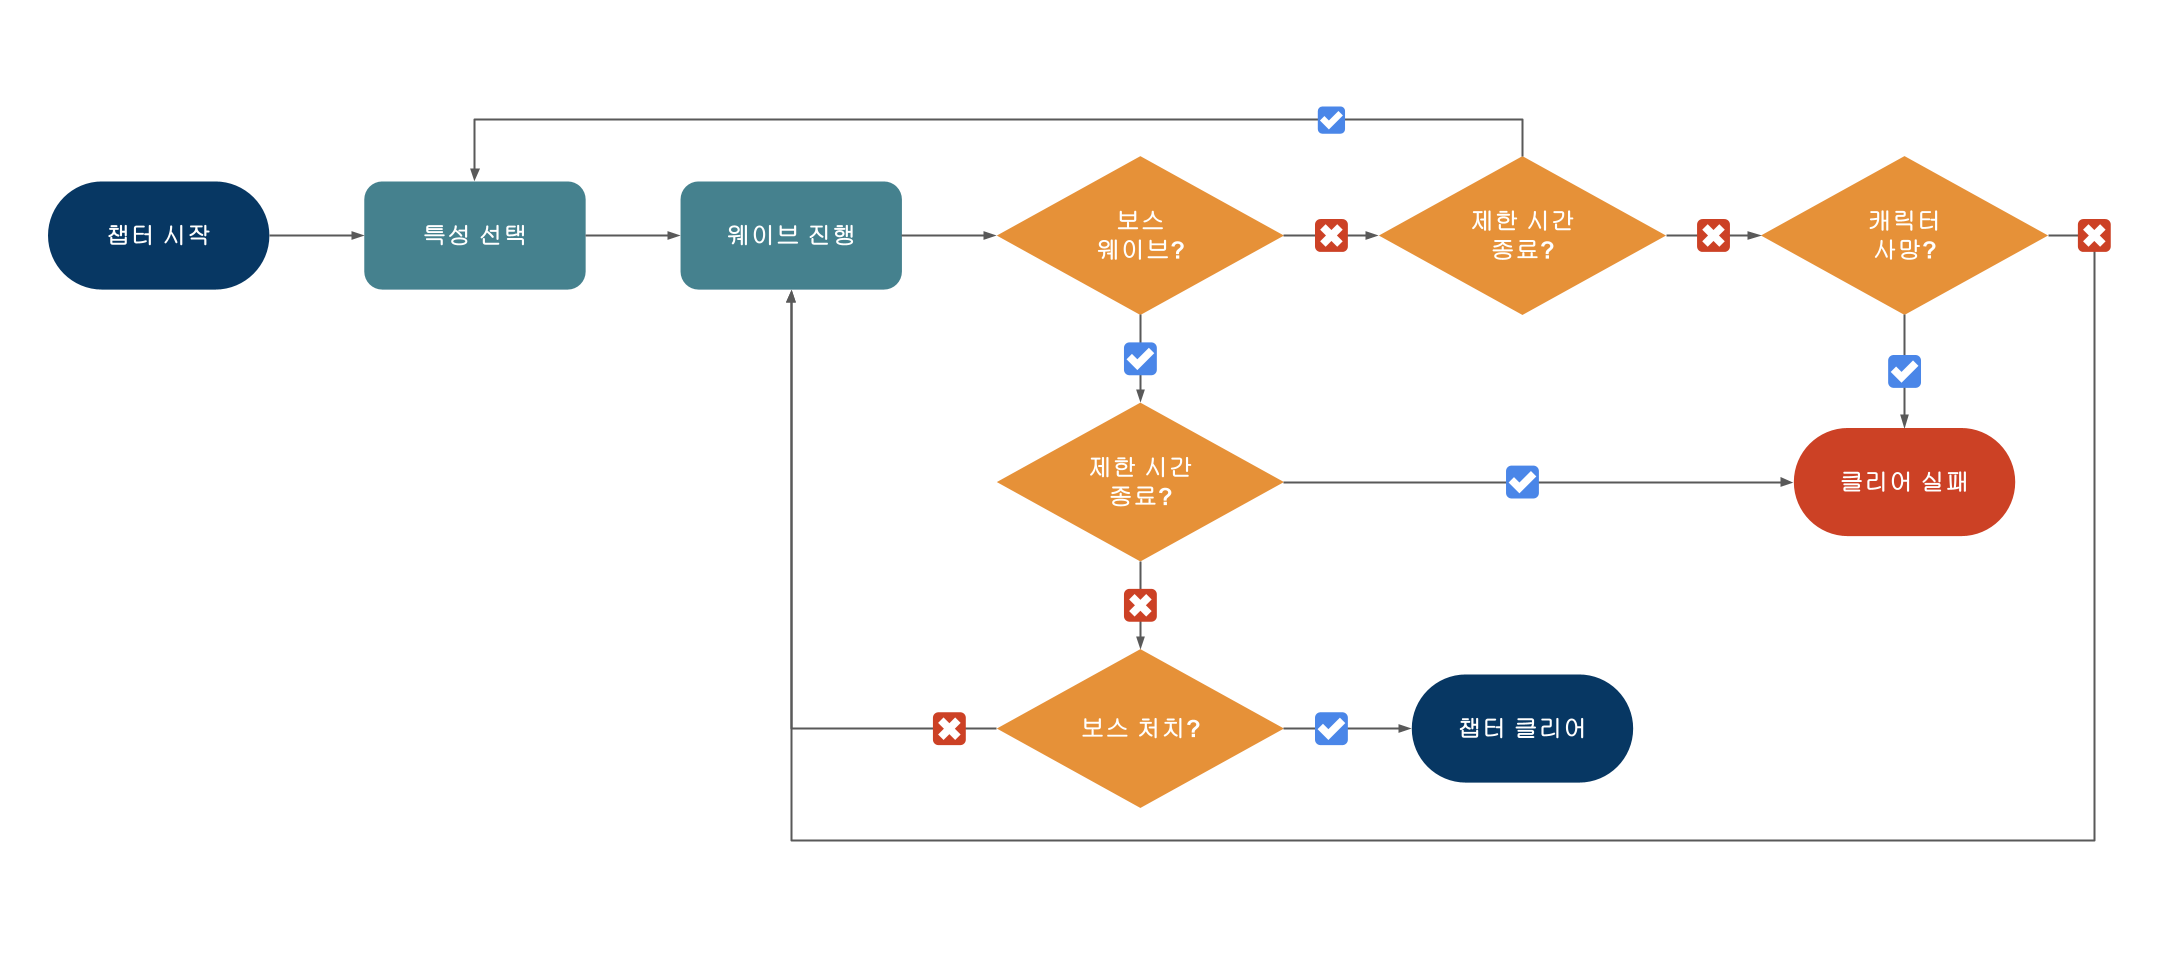 챕터 시작
특성 선택
웨이브 진행
보스
웨이브?
제한 시간
종료?
캐릭터
사망?
제한 시간
종료?
클리어 실패
보스 처치?
챕터 클리어